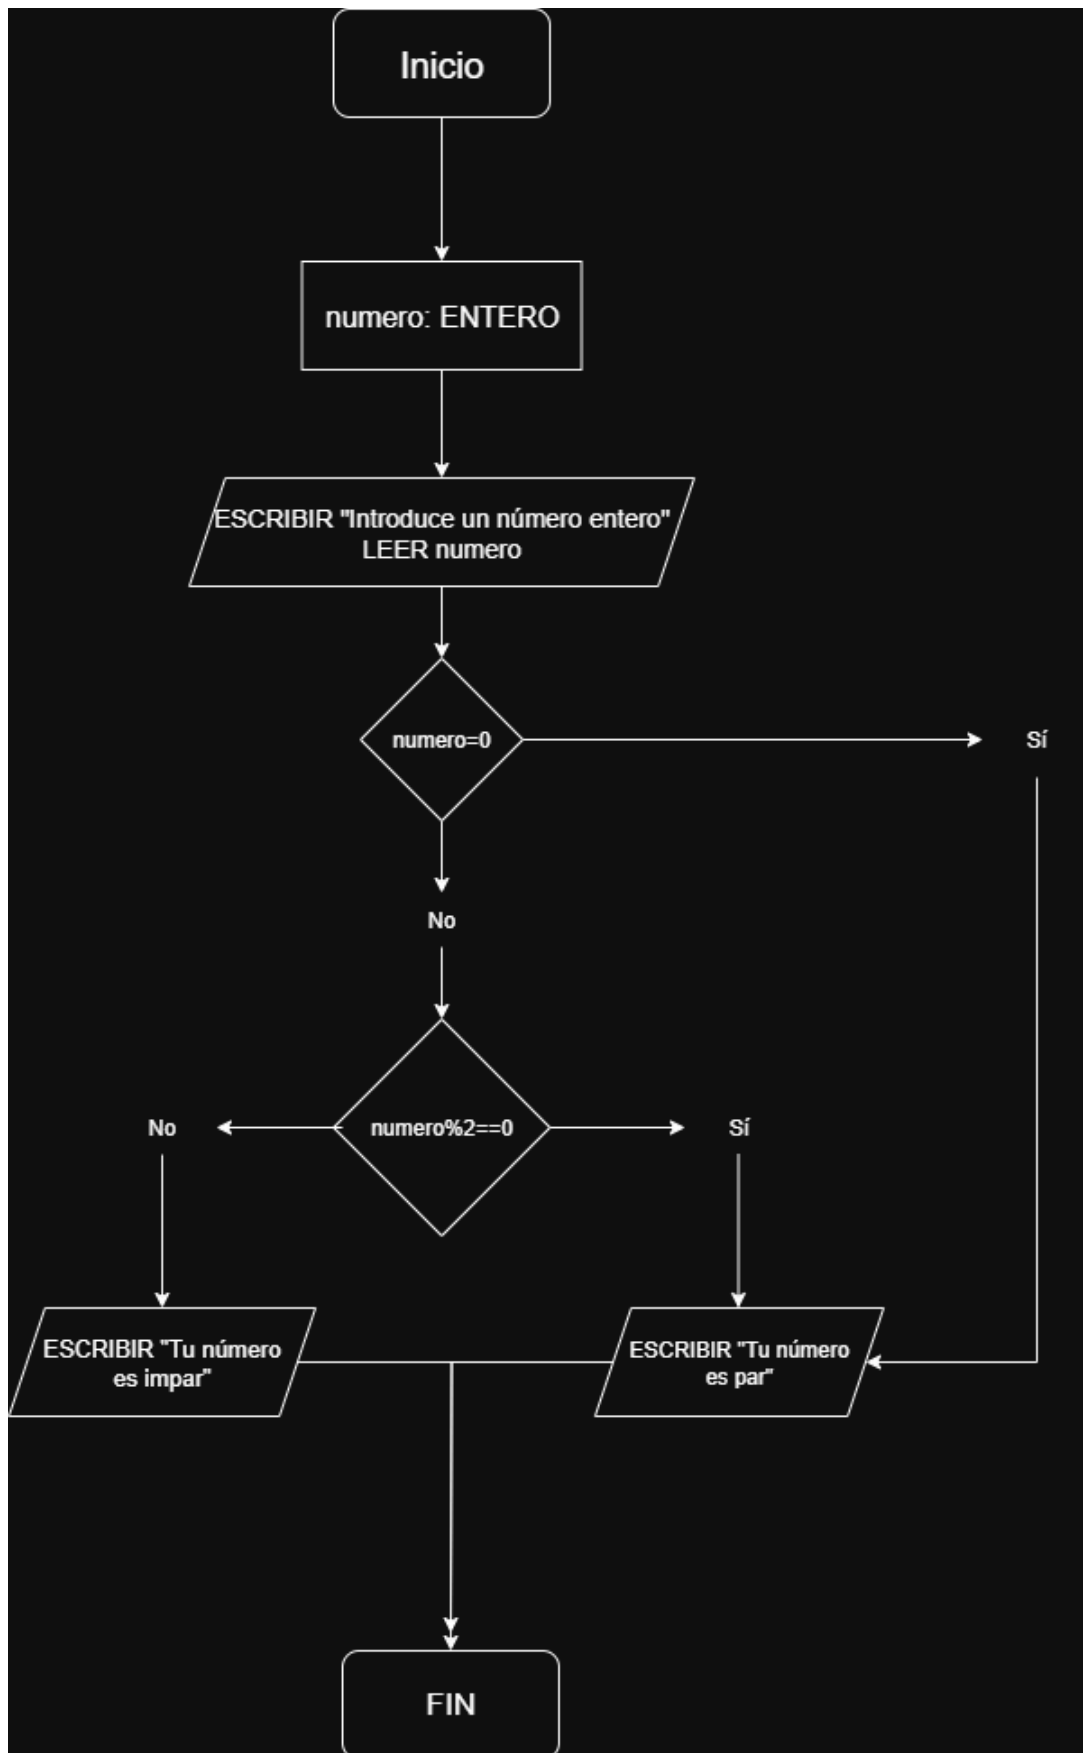 Inicio
numero: ENTERO
ESCRIBIR "Introduce un número entero"
LEER numero
numero=0
Sí
No
No
numero%2==0
Sí
ESCRIBIR "Tu número
es impar"
ESCRIBIR "Tu número
es par"
FIN